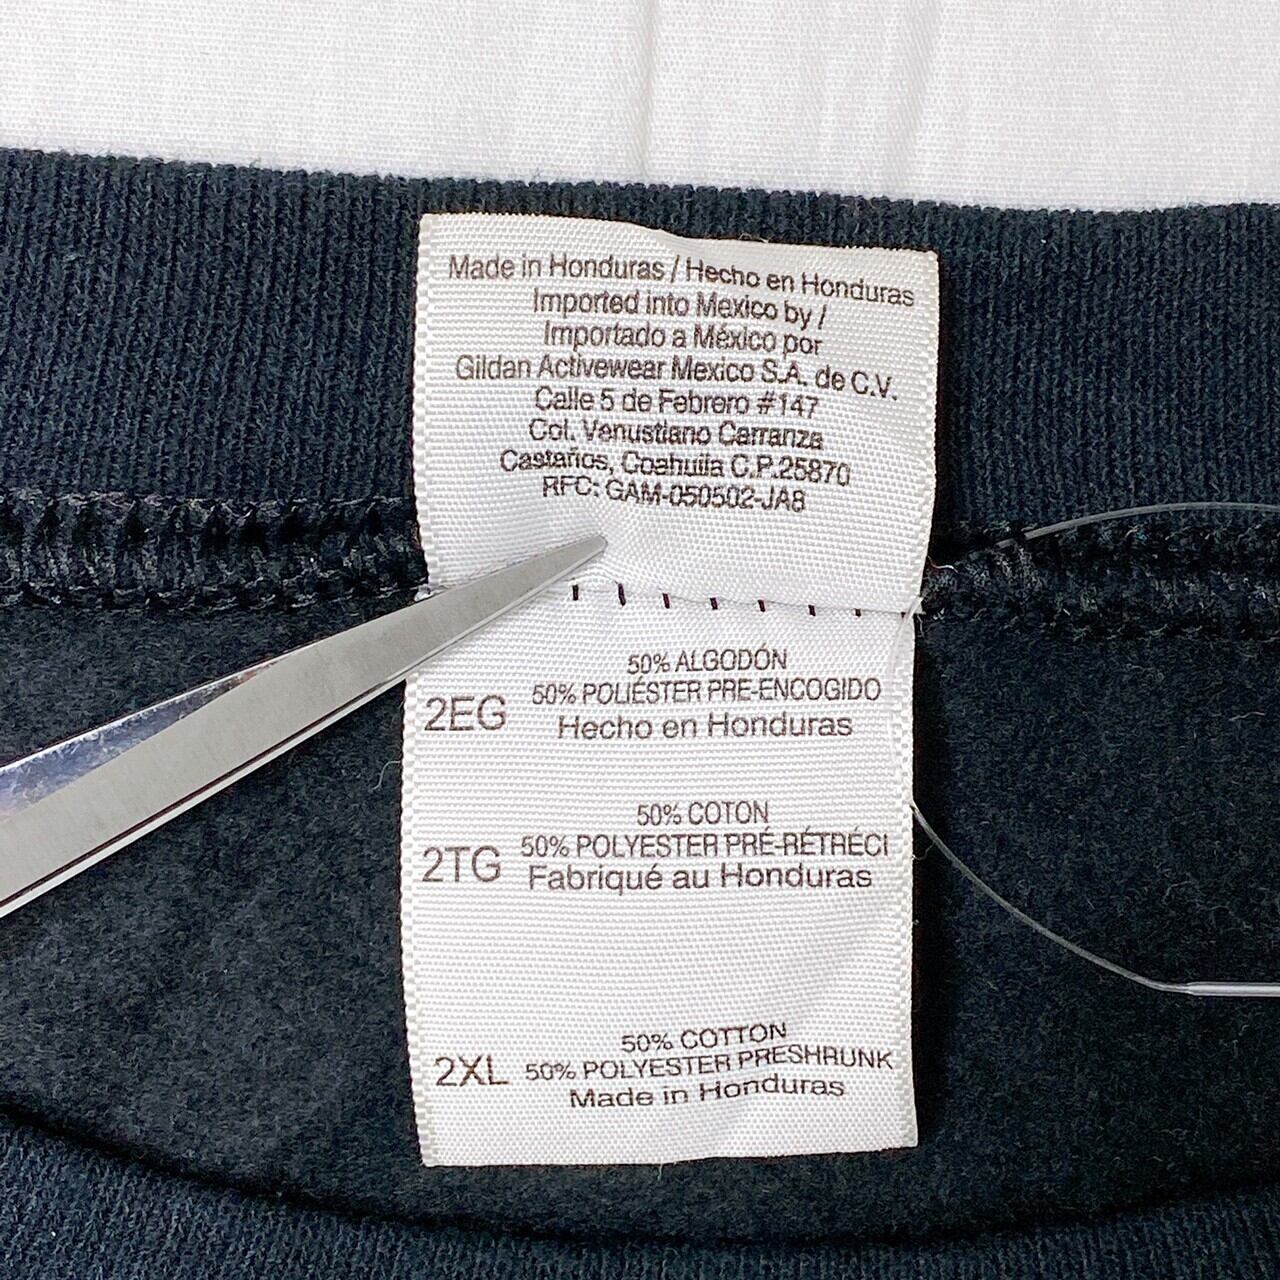 Made in Honduras / Hecho en Honduras
Imported into Mexico by /
Importado a México por
Gildan Activewear Mexico S.A. de C.V.
Calle 5 de Febrero #147
Col. Venustiano Carranza
Castaños, Coahuila C.P.25870
RFC: GAM-050502-JA8
50% ALGODÓN
2EG 50% POLIÉSTER PRE-ENCOGIDO
Hecho en Honduras
50% COTON
2TG 50% POLYESTER PRÉ-RÉTRÉCI
Fabriqué au Honduras
50% COTTON
2XL 50% POLYESTER PRESHRUNK
Made in Honduras